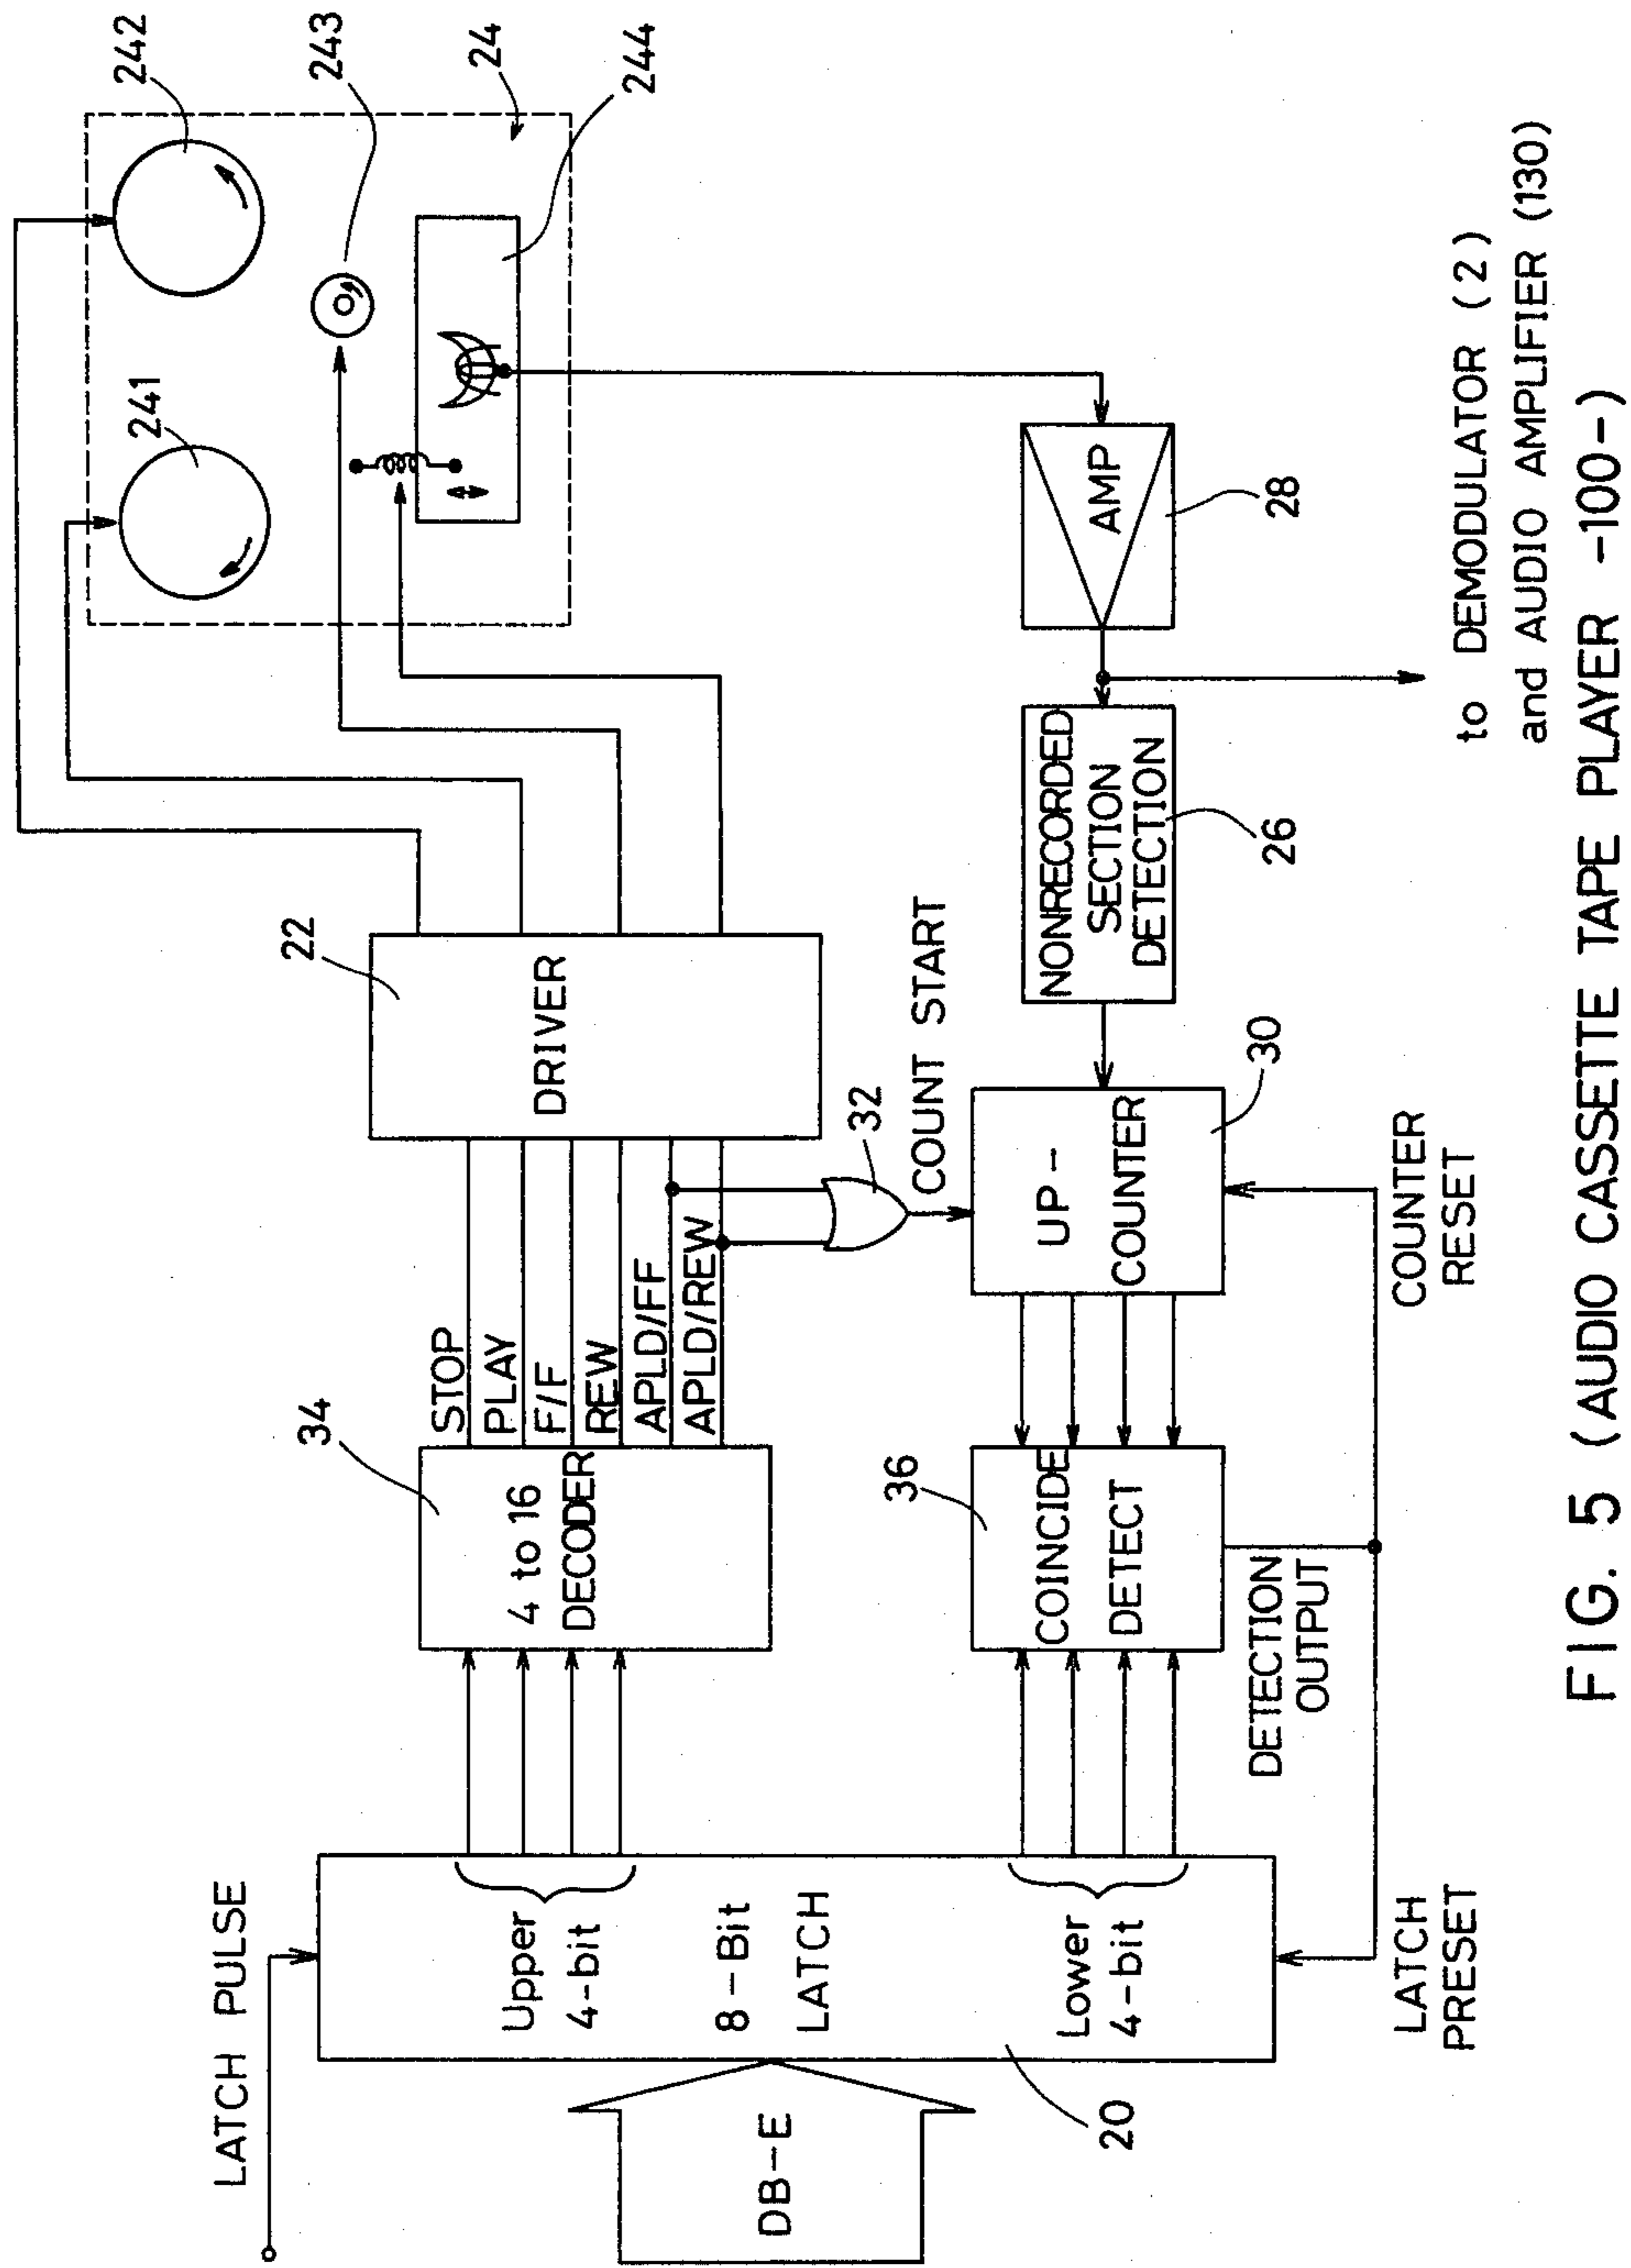 242
243
24
244
241
22
DRIVER
34
4 to 16
DECODER
STOP
PLAY
F/F
REW
APLD/FF
APLD/REW
32
COUNT START
LATCH PULSE
Upper
4-bit
8-Bit
LATCH
Lower
4-bit
DB-E
20
36
COINCIDE
DETECT
UP-
COUNTER
30
NONRECORDED
SECTION
DETECTION
26
AMP
28
DETECTION
OUTPUT
LATCH
PRESET
COUNTER
RESET
to DEMODULATOR (2)
and AUDIO AMPLIFIER (130)
FIG. 5 (AUDIO CASSETTE TAPE PLAYER -100-)